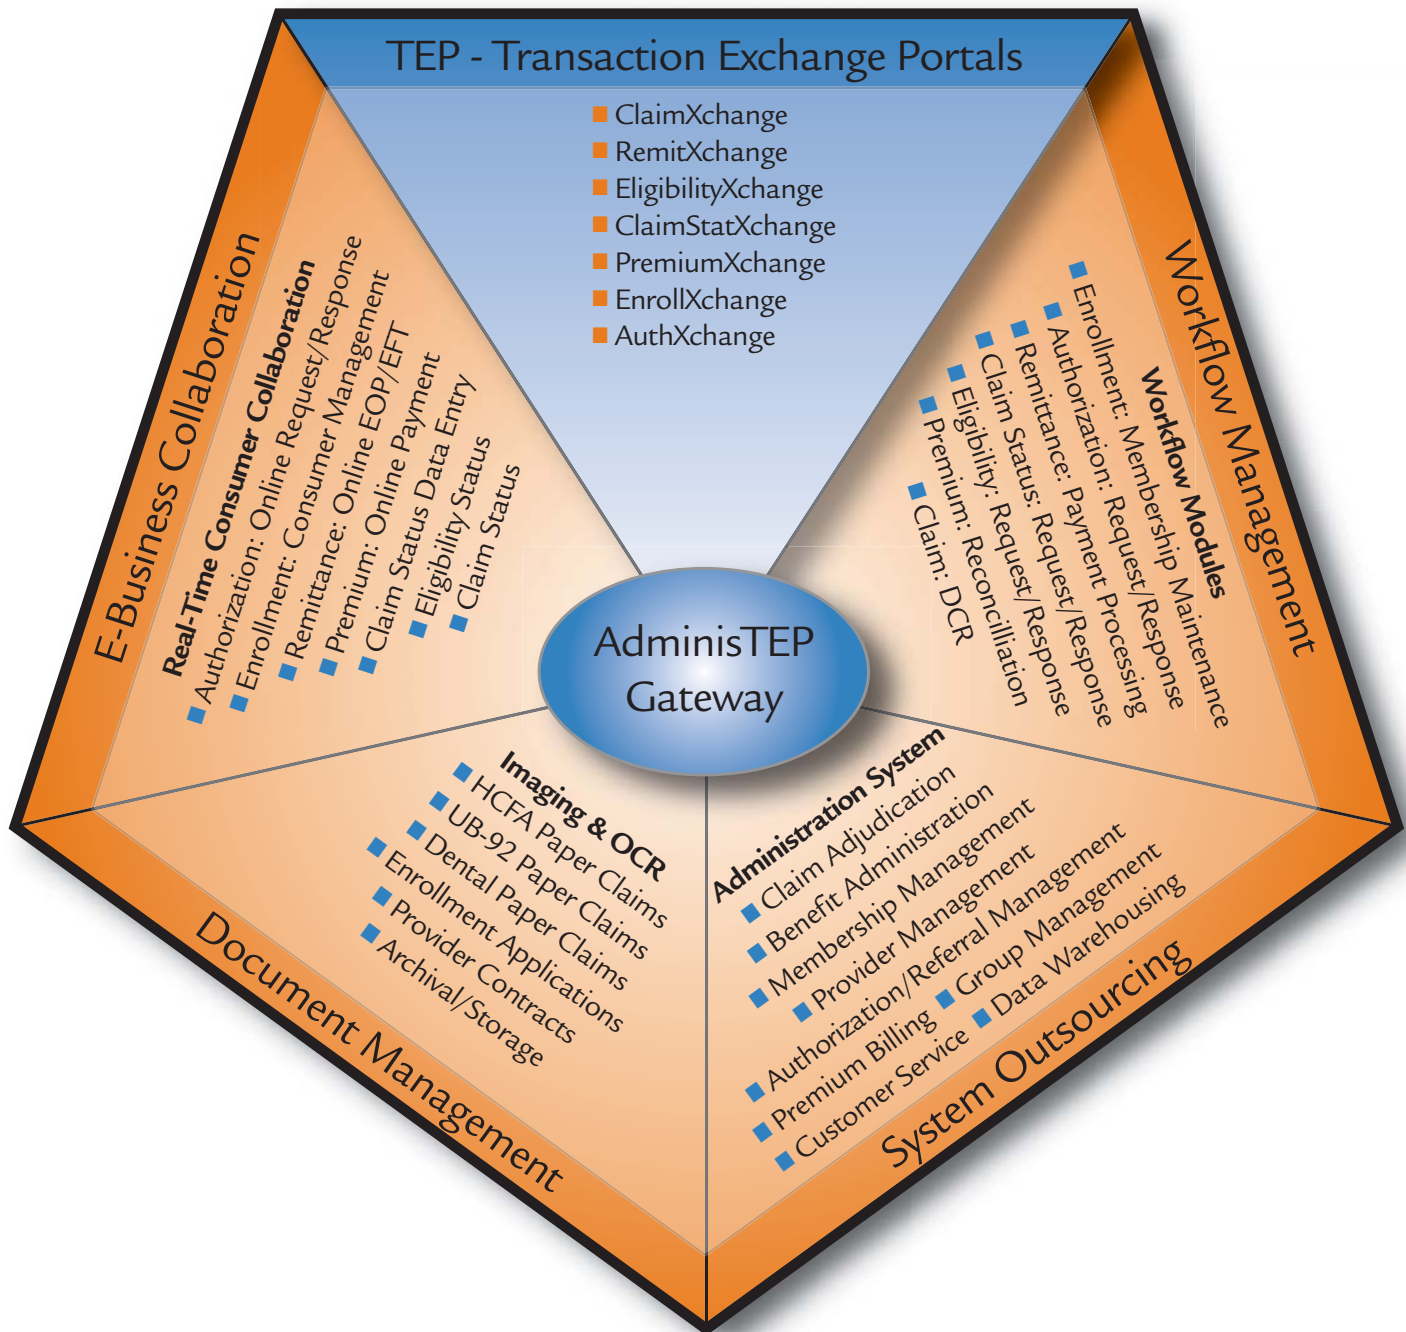 TEP - Transaction Exchange Portals
ClaimXchange
RemitXchange
EligibilityXchange
ClaimStatXchange
PremiumXchange
EnrollXchange
AuthXchange
Workflow Management
Workflow Modules
Enrollment: Membership Maintenance
Authorization: Request/Response
Remittance: Payment Processing
Claim Status: Request/Response
Eligibility: Request/Response
Premium: Reconcilliation
Claim: DCR
System Outsourcing
Administration System
Claim Adjudication
Benefit Administration
Membership Management
Provider Management
Authorization/Referral Management
Premium Billing
Group Management
Customer Service
Data Warehousing
Document Management
Imaging & OCR
HCFA Paper Claims
UB-92 Paper Claims
Dental Paper Claims
Enrollment Applications
Provider Contracts
Archival/Storage
E-Business Collaboration
Real-Time Consumer Collaboration
Authorization: Online Request/Response
Enrollment: Consumer Management
Remittance: Online EOP/EFT
Premium: Online Payment
Claim Status Data Entry
Eligibility Status
Claim Status
AdminisTEP
Gateway